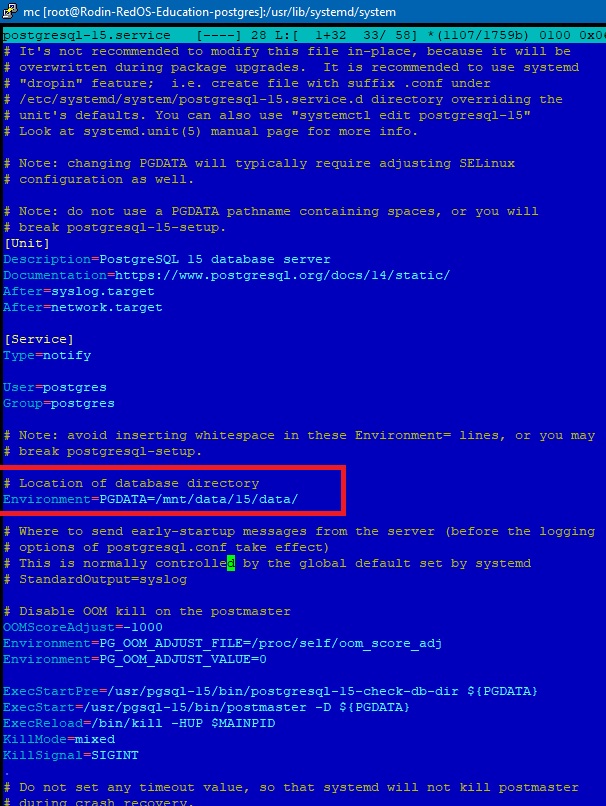 mc [root@Rodin-RedOS-Education-postgres]:/usr/lib/systemd/system
postgresql-15.service   [----] 28 L:[  1+32  33/ 58] *(1107/1759b) 0100 0x0
# It's not recommended to modify this file in-place, because it will be
# overwritten during package upgrades.  It is recommended to use systemd
# "dropin" feature;  i.e. create file with suffix .conf under
# /etc/systemd/system/postgresql-15.service.d directory overriding the
# unit's defaults. You can also use "systemctl edit postgresql-15"
# Look at systemd.unit(5) manual page for more info.
# Note: changing PGDATA will typically require adjusting SELinux
# configuration as well.
# Note: do not use a PGDATA pathname containing spaces, or you will
# break postgresql-15-setup.
[Unit]
Description=PostgreSQL 15 database server
Documentation=https://www.postgresql.org/docs/14/static/
After=syslog.target
After=network.target
[Service]
Type=notify
User=postgres
Group=postgres
# Note: avoid inserting whitespace in these Environment= lines, or you may
# break postgresql-setup.
# Location of database directory
Environment=PGDATA=/mnt/data/15/data/
# Where to send early-startup messages from the server (before the logging
# options of postgresql.conf take effect)
# This is normally controlled by the global default set by systemd
# StandardOutput=syslog
# Disable OOM kill on the postmaster
OOMScoreAdjust=-1000
Environment=PG_OOM_ADJUST_FILE=/proc/self/oom_score_adj
Environment=PG_OOM_ADJUST_VALUE=0
ExecStartPre=/usr/pgsql-15/bin/postgresql-15-check-db-dir ${PGDATA}
ExecStart=/usr/pgsql-15/bin/postmaster -D ${PGDATA}
ExecReload=/bin/kill -HUP $MAINPID
KillMode=mixed
KillSignal=SIGINT
.
# Do not set any timeout value, so that systemd will not kill postmaster
# during crash recovery.